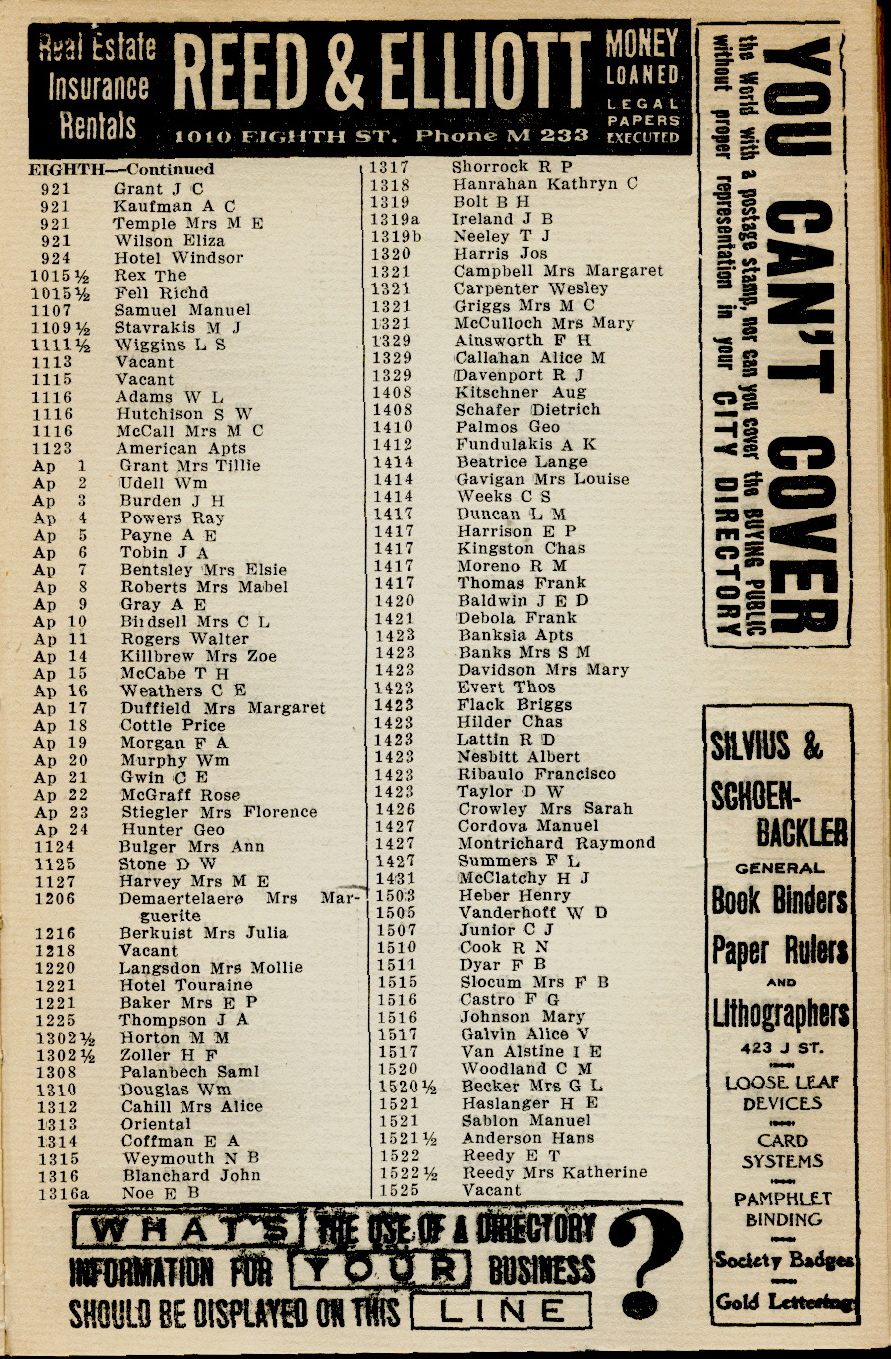 Real Estate
Insurance
Rentals
REED & ELLIOTT
1010 EIGHTH ST. Phone M 233
MONEY
LOANED
LEGAL
PAPERS
EXECUTED
EIGHTH—Continued
921 Grant J C
921 Kaufman A C
921 Temple Mrs M E
921 Wilson Eliza
924 Hotel Windsor
1015½ Rex The
1015½ Fell Richd
1107 Samuel Manuel
1109½ Stavrakis M J
1111½ Wiggins L S
1113 Vacant
1115 Vacant
1116 Adams W L
1116 Hutchison S W
1116 McCall Mrs M C
1123 American Apts
Ap 1 Grant Mrs Tillie
Ap 2 Udell Wm
Ap 3 Burden J H
Ap 4 Powers Ray
Ap 5 Payne A E
Ap 6 Tobin J A
Ap 7 Bentsley Mrs Elsie
Ap 8 Roberts Mrs Mabel
Ap 9 Gray A E
Ap 10 Birdsell Mrs C L
Ap 11 Rogers Walter
Ap 14 Killbrew Mrs Zoe
Ap 15 McCabe T H
Ap 16 Weathers C E
Ap 17 Duffield Mrs Margaret
Ap 18 Cottle Price
Ap 19 Morgan F A
Ap 20 Murphy Wm
Ap 21 Gwin C E
Ap 22 McGraff Rose
Ap 23 Stiegler Mrs Florence
Ap 24 Hunter Geo
1124 Bulger Mrs Ann
1125 Stone D W
1127 Harvey Mrs M E
1206 Demaertelaere Mrs Mar-
guerite
1216 Berkuist Mrs Julia
1218 Vacant
1220 Langsdon Mrs Mollie
1221 Hotel Touraine
1221 Baker Mrs E P
1225 Thompson J A
1302½ Horton M M
1302½ Zoller H F
1308 Palanbech Saml
1310 Douglas Wm
1312 Cahill Mrs Alice
1313 Oriental
1314 Coffman E A
1315 Weymouth N B
1316 Blanchard John
1316a Noe E B
1317 Shorrock R P
1318 Hanrahan Kathryn C
1319 Bolt B H
1319a Ireland J B
1319b Neeley T J
1320 Harris Jos
1321 Campbell Mrs Margaret
1321 Carpenter Wesley
1321 Griggs Mrs M C
1321 McCulloch Mrs Mary
1329 Ainsworth F H
1329 Callahan Alice M
1329 Davenport R J
1408 Kitschner Aug
1408 Schafer Dietrich
1410 Palmos Geo
1412 Fundulakis A K
1414 Beatrice Lange
1414 Gavigan Mrs Louise
1414 Weeks C S
1417 Duncan L M
1417 Harrison E P
1417 Kingston Chas
1417 Moreno R M
1417 Thomas Frank
1420 Baldwin J E D
1421 Debola Frank
1423 Banksia Apts
1423 Banks Mrs S M
1423 Davidson Mrs Mary
1423 Evert Thos
1423 Flack Briggs
1423 Hilder Chas
1423 Lattin R D
1423 Nesbitt Albert
1423 Ribaulo Francisco
1423 Taylor D W
1426 Crowley Mrs Sarah
1427 Cordova Manuel
1427 Montrichard Raymond
1427 Summers F L
1431 McClatchy H J
1503 Heber Henry
1505 Vanderhoff W D
1507 Junior C J
1510 Cook R N
1511 Dyar F B
1515 Slocum Mrs F B
1516 Castro F G
1516 Johnson Mary
1517 Galvin Alice V
1517 Van Alstine I E
1520 Woodland C M
1520½ Becker Mrs G L
1521 Haslanger H E
1521 Sablon Manuel
1521½ Anderson Hans
1522 Reedy E T
1522½ Reedy Mrs Katherine
1525 Vacant
YOU CAN'T COVER
the World with a postage stamp, nor can you cover the BUYING PUBLIC
without proper representation in your CITY DIRECTORY
SILVIUS &
SCHOEN-
BACKLER
GENERAL
Book Binders
Paper Rulers
AND
Lithographers
423 J ST.
LOOSE LEAF
DEVICES
CARD
SYSTEMS
PAMPHLET
BINDING
Society Badges
Gold Lettering
WHAT'S THE USE OF A DIRECTORY
INFORMATION FOR YOUR BUSINESS
SHOULD BE DISPLAYED ON THIS LINE ?